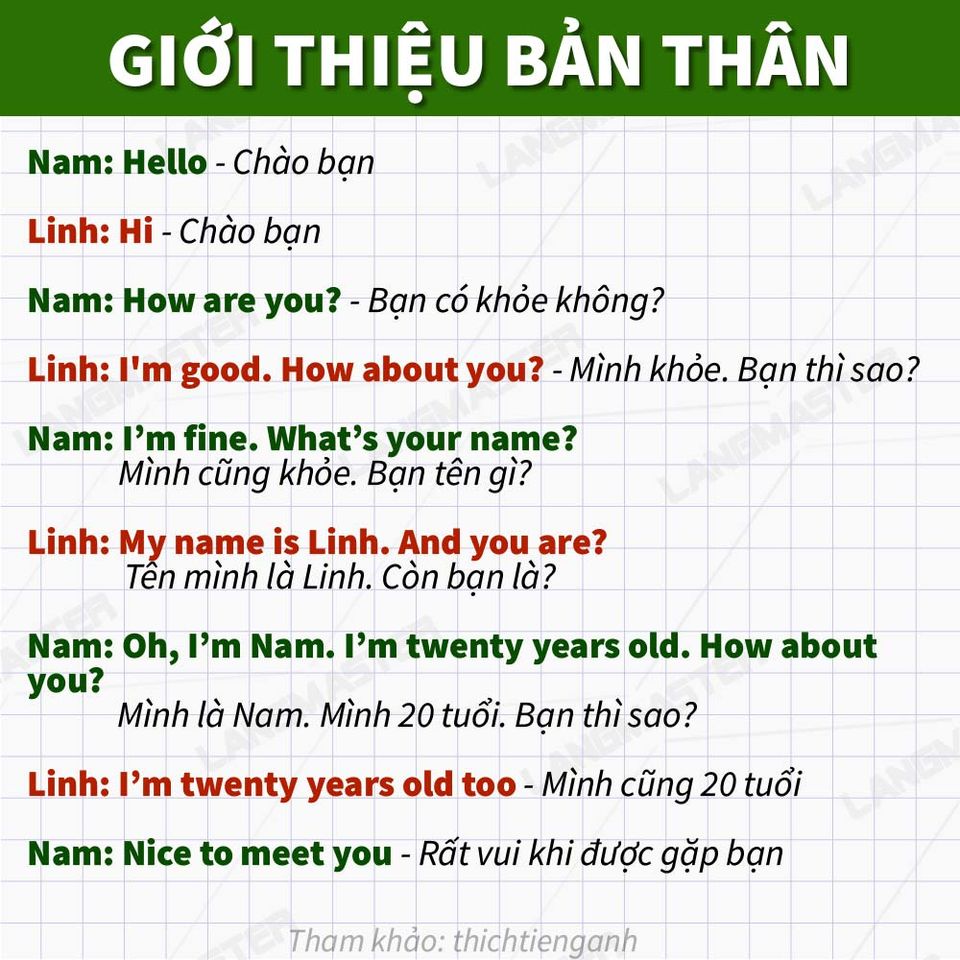 GIỚI THIỆU BẢN THÂN
Nam: Hello - Chào bạn
Linh: Hi - Chào bạn
Nam: How are you? - Bạn có khỏe không?
Linh: I'm good. How about you? - Mình khỏe. Bạn thì sao?
Nam: I’m fine. What’s your name?
Mình cũng khỏe. Bạn tên gì?
Linh: My name is Linh. And you are?
Tên mình là Linh. Còn bạn là?
Nam: Oh, I’m Nam. I’m twenty years old. How about
you?
Mình là Nam. Mình 20 tuổi. Bạn thì sao?
Linh: I’m twenty years old too - Mình cũng 20 tuổi
Nam: Nice to meet you - Rất vui khi được gặp bạn
Tham khảo: thichtienganh
LANGMASTER